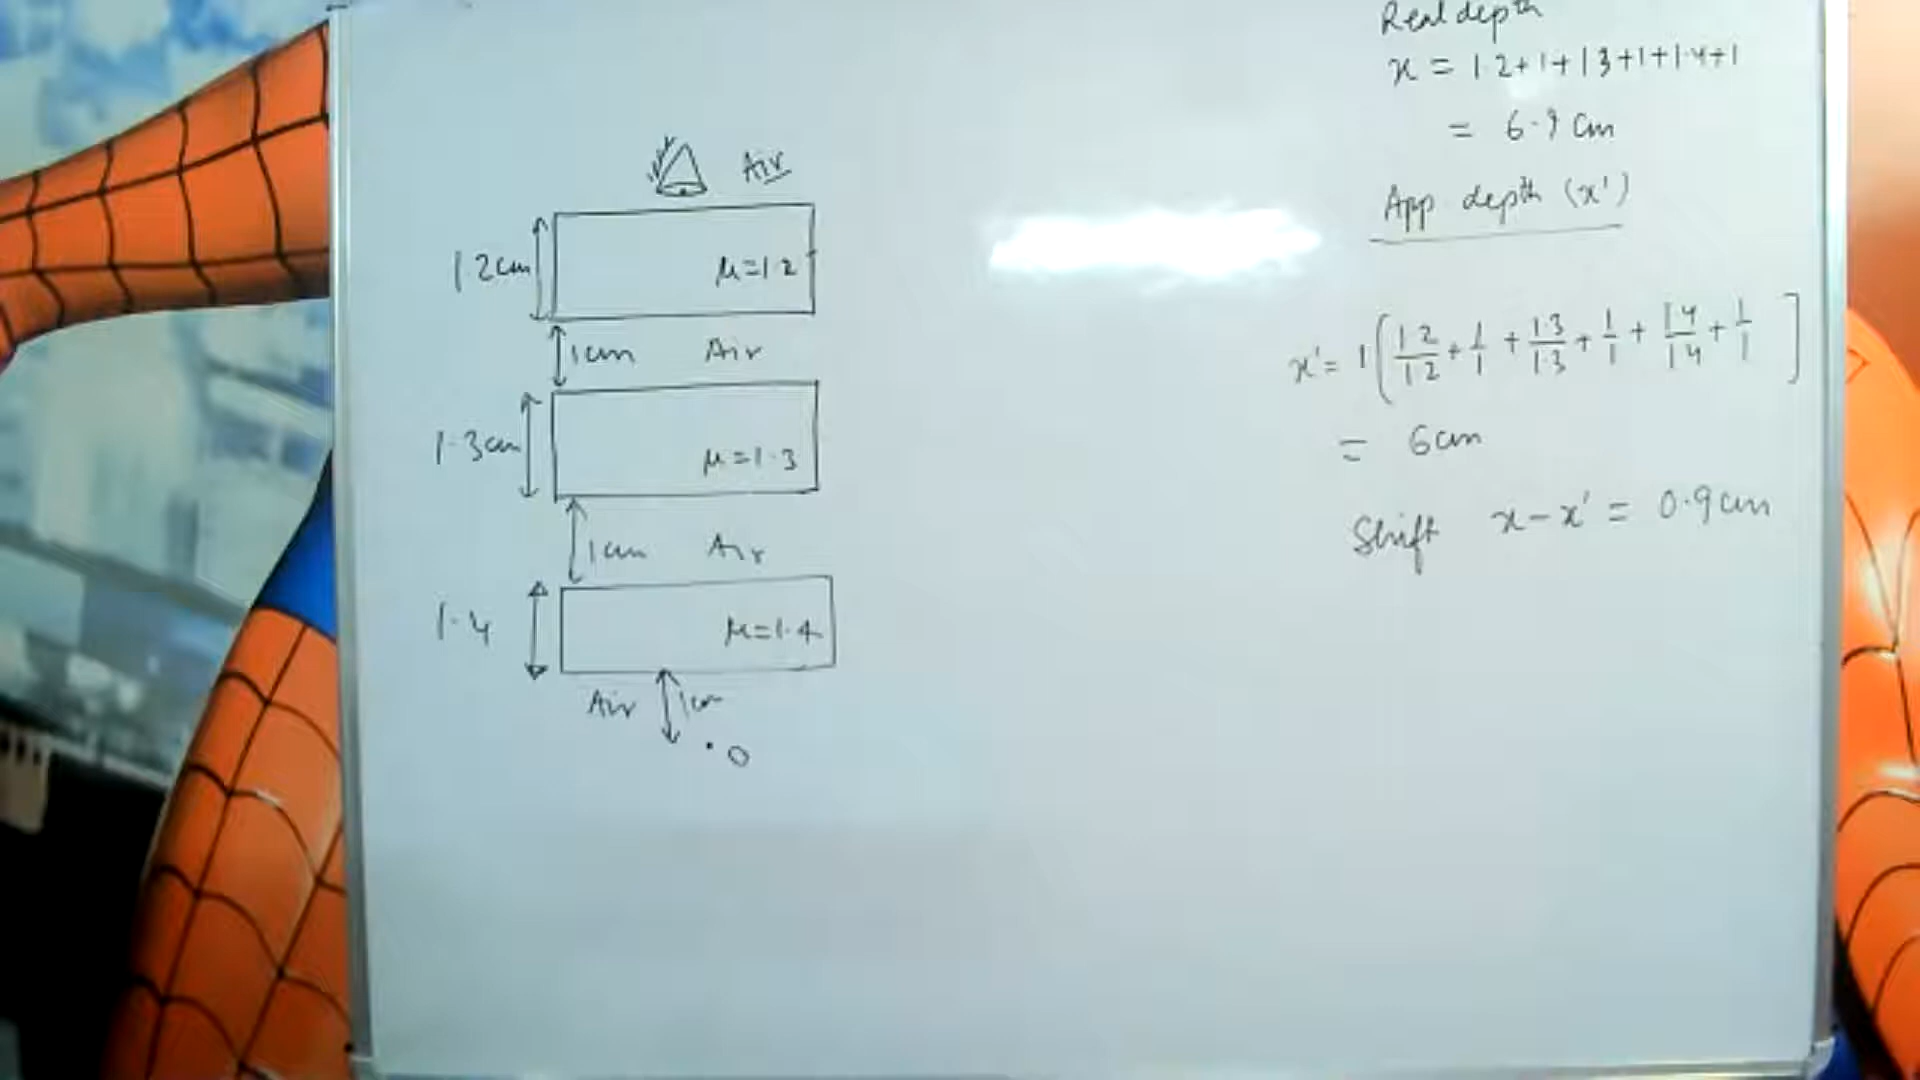 Air
1.2cm
μ=1.2
1cm Air
1.3cm
μ=1.3
1cm Air
1.4
μ=1.4
Air 1cm
. O
Real depth
x = 1.2+1+1.3+1+1.4+1
= 6.9 cm
App depth (x')
x' = 1 [1.2/1.2 + 1/1 + 1.3/1.3 + 1/1 + 1.4/1.4 + 1/1]
= 6cm
Shift x-x' = 0.9cm